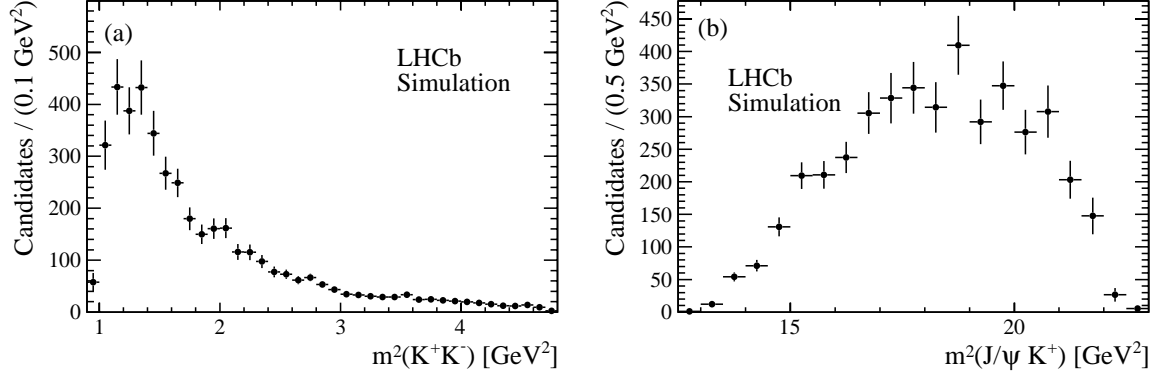 Candidates / (0.1 GeV²)
(a)
LHCb
Simulation
500
400
300
200
100
0
1 2 3 4
m²(K⁺K⁻) [GeV²]
Candidates / (0.5 GeV²)
(b)
LHCb
Simulation
450
400
350
300
250
200
150
100
50
0
15 20
m²(J/ψ K⁺) [GeV²]